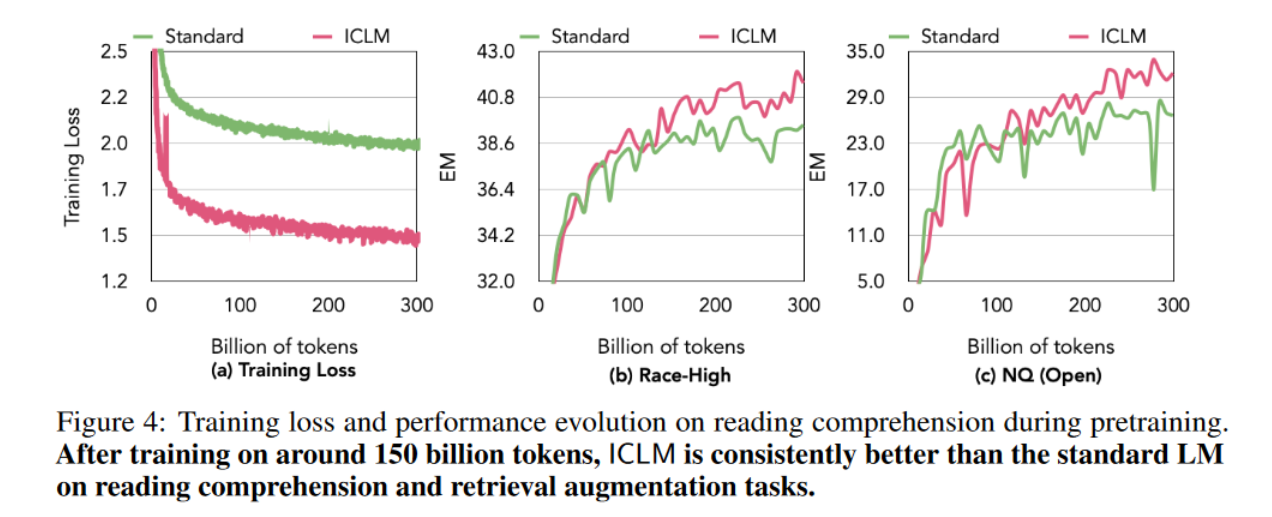 Standard ICLM
2.5
2.2
2.0
1.7
1.5
1.2
Training Loss
0 100 200 300
Billion of tokens
(a) Training Loss
Standard ICLM
43.0
40.8
38.6
36.4
34.2
32.0
EM
0 100 200 300
Billion of tokens
(b) Race-High
Standard ICLM
35.0
29.0
23.0
17.0
11.0
5.0
EM
0 100 200 300
Billion of tokens
(c) NQ (Open)
Figure 4: Training loss and performance evolution on reading comprehension during pretraining.
After training on around 150 billion tokens, ICLM is consistently better than the standard LM
on reading comprehension and retrieval augmentation tasks.